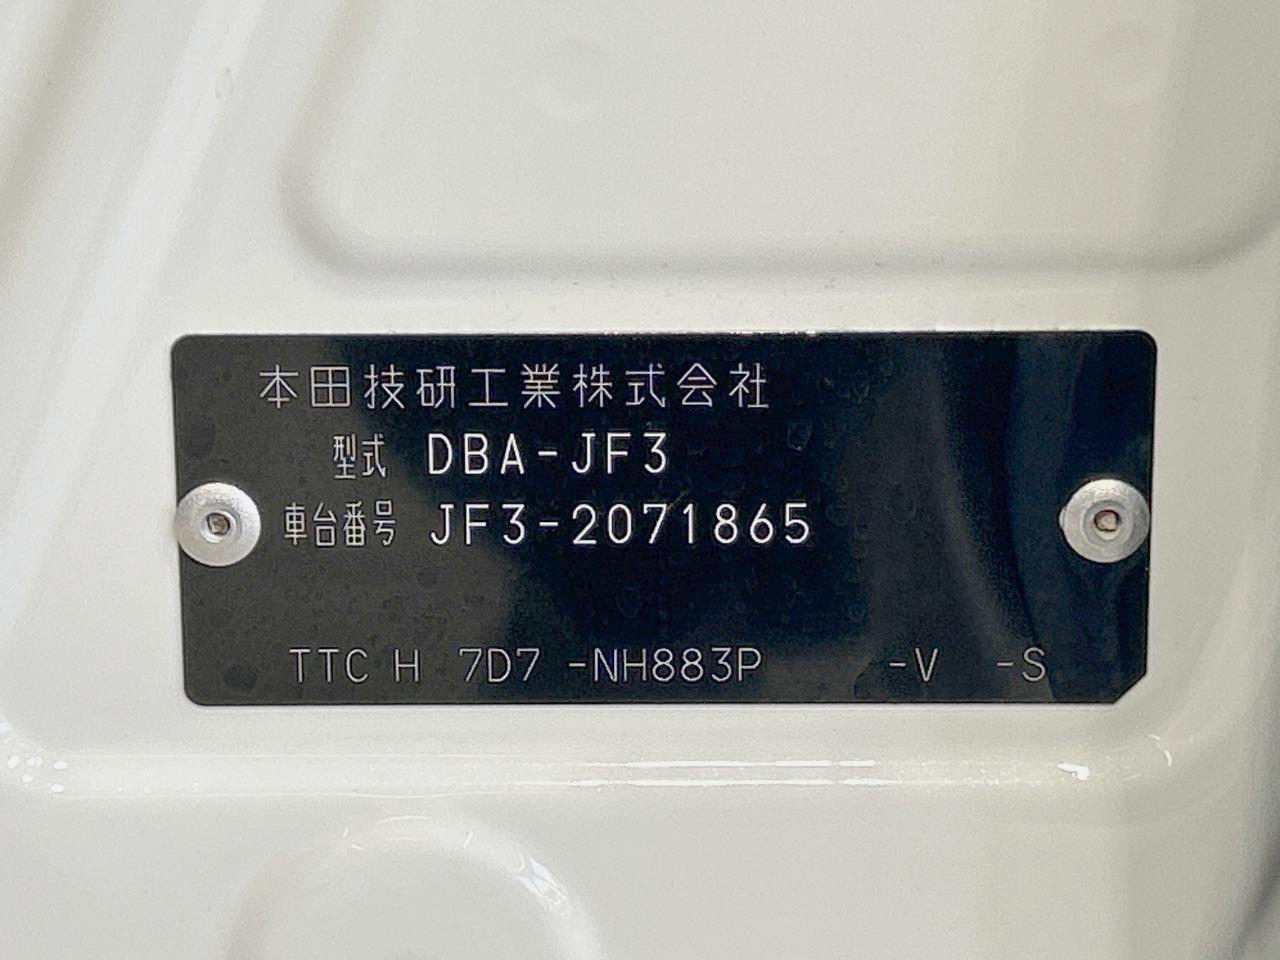 本田技研工業株式会社
型式 DBA-JF3
車台番号 JF3-2071865
TTC H 7D7 -NH883P -V -S